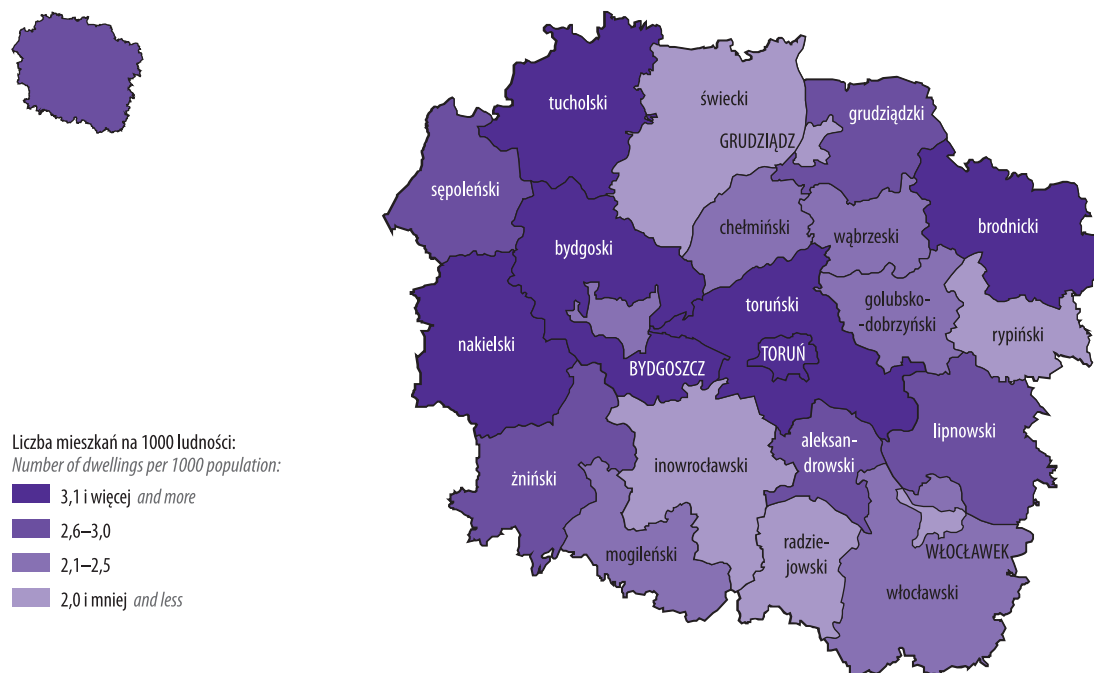 tucholski
świecki
grudziądzki
GRUDZIĄDZ
sępoleński
chełmiński
wąbrzeski
brodnicki
bydgoski
toruński
golubsko-
-dobrzyński
rypiński
nakielski
TORUŃ
BYDGOSZCZ
aleksan-
drowski
lipnowski
inowrocławski
żniński
radzie-
jowski
mogileński
WŁOCŁAWEK
włocławski
Liczba mieszkań na 1000 ludności:
Number of dwellings per 1000 population:
3,1 i więcej and more
2,6–3,0
2,1–2,5
2,0 i mniej and less